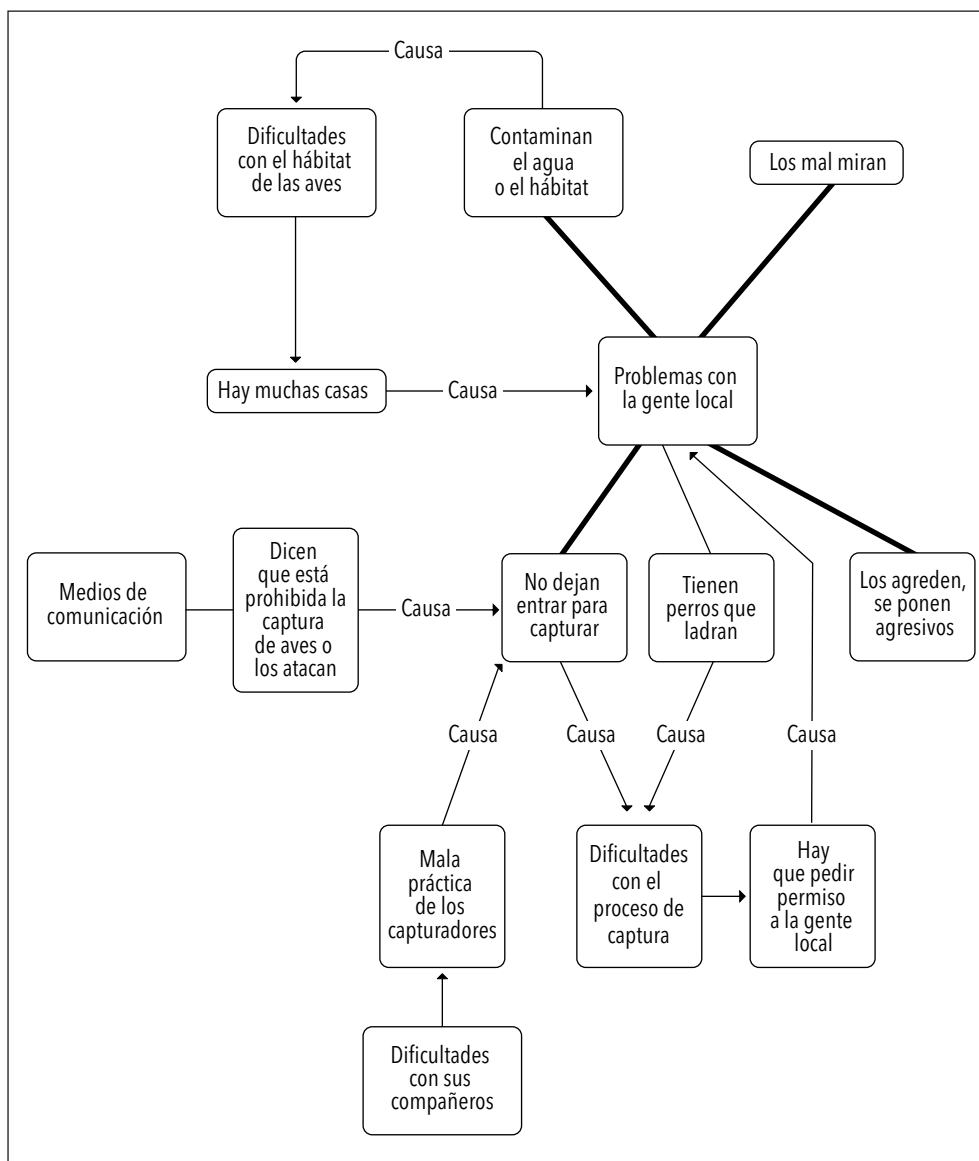 Causa
Dificultades
con el hábitat
de las aves
Contaminan
el agua
o el hábitat
Los mal miran
Hay muchas casas
Causa
Problemas con
la gente local
Medios de
comunicación
Dicen
que está
prohibida la
captura
de aves o
los atacan
Causa
No dejan
entrar para
capturar
Tienen
perros que
ladran
Los agreden,
se ponen
agresivos
Causa
Causa
Causa
Causa
Mala
práctica
de los
capturadores
Dificultades
con el
proceso de
captura
Hay
que pedir
permiso
a la gente
local
Dificultades
con sus
compañeros